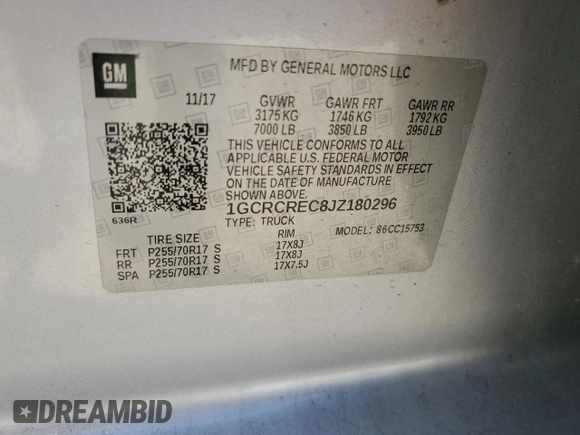 GM
MFD BY GENERAL MOTORS LLC
11/17 GVWR GAWR FRT GAWR RR
3175 KG 1746 KG 1792 KG
7000 LB 3850 LB 3950 LB
THIS VEHICLE CONFORMS TO ALL
APPLICABLE U.S. FEDERAL MOTOR
VEHICLE SAFETY STANDARDS IN EFFECT
ON THE DATE OF MANUFACTURE
SHOWN ABOVE.
1GCRCREC8JZ180296
636R
TYPE: TRUCK MODEL: 86CC15753
TIRE SIZE RIM
FRT P255/70R17 S 17X8J
RR P255/70R17 S 17X8J
SPA P255/70R17 S 17X7.5J
DREAMBID